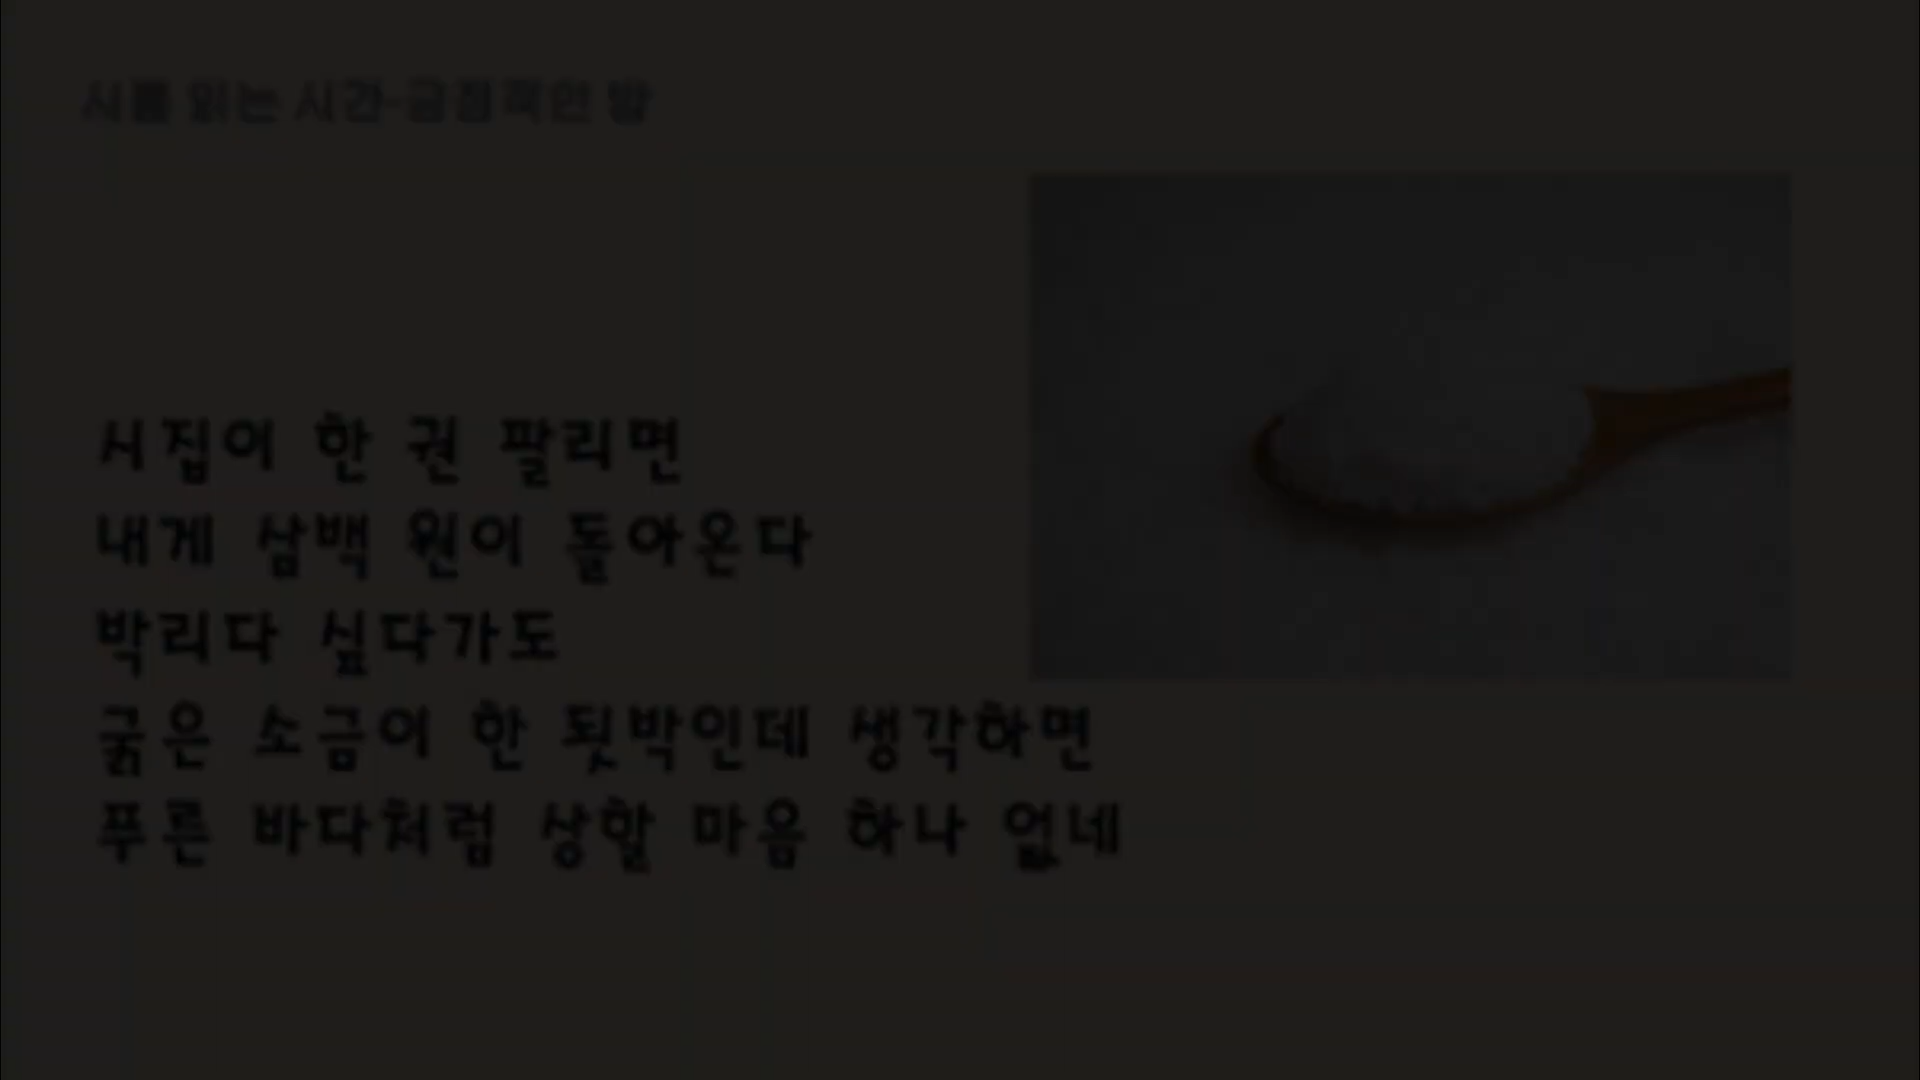 시를 읽는 시간-긍정적인 밥
시집이 한 권 팔리면
내게 삼백 원이 돌아온다
박리다 싶다가도
굵은 소금이 한 됫박인데 생각하면
푸른 바다처럼 상할 마음 하나 없네